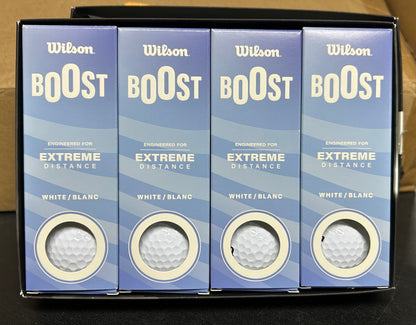 Wilson
BOOST
ENGINEERED FOR
EXTREME
DISTANCE
WHITE / BLANC
Wilson
BOOST
ENGINEERED FOR
EXTREME
DISTANCE
WHITE / BLANC
Wilson
BOOST
ENGINEERED FOR
EXTREME
DISTANCE
WHITE / BLANC
Wilson
BOOST
ENGINEERED FOR
EXTREME
DISTANCE
WHITE / BLANC